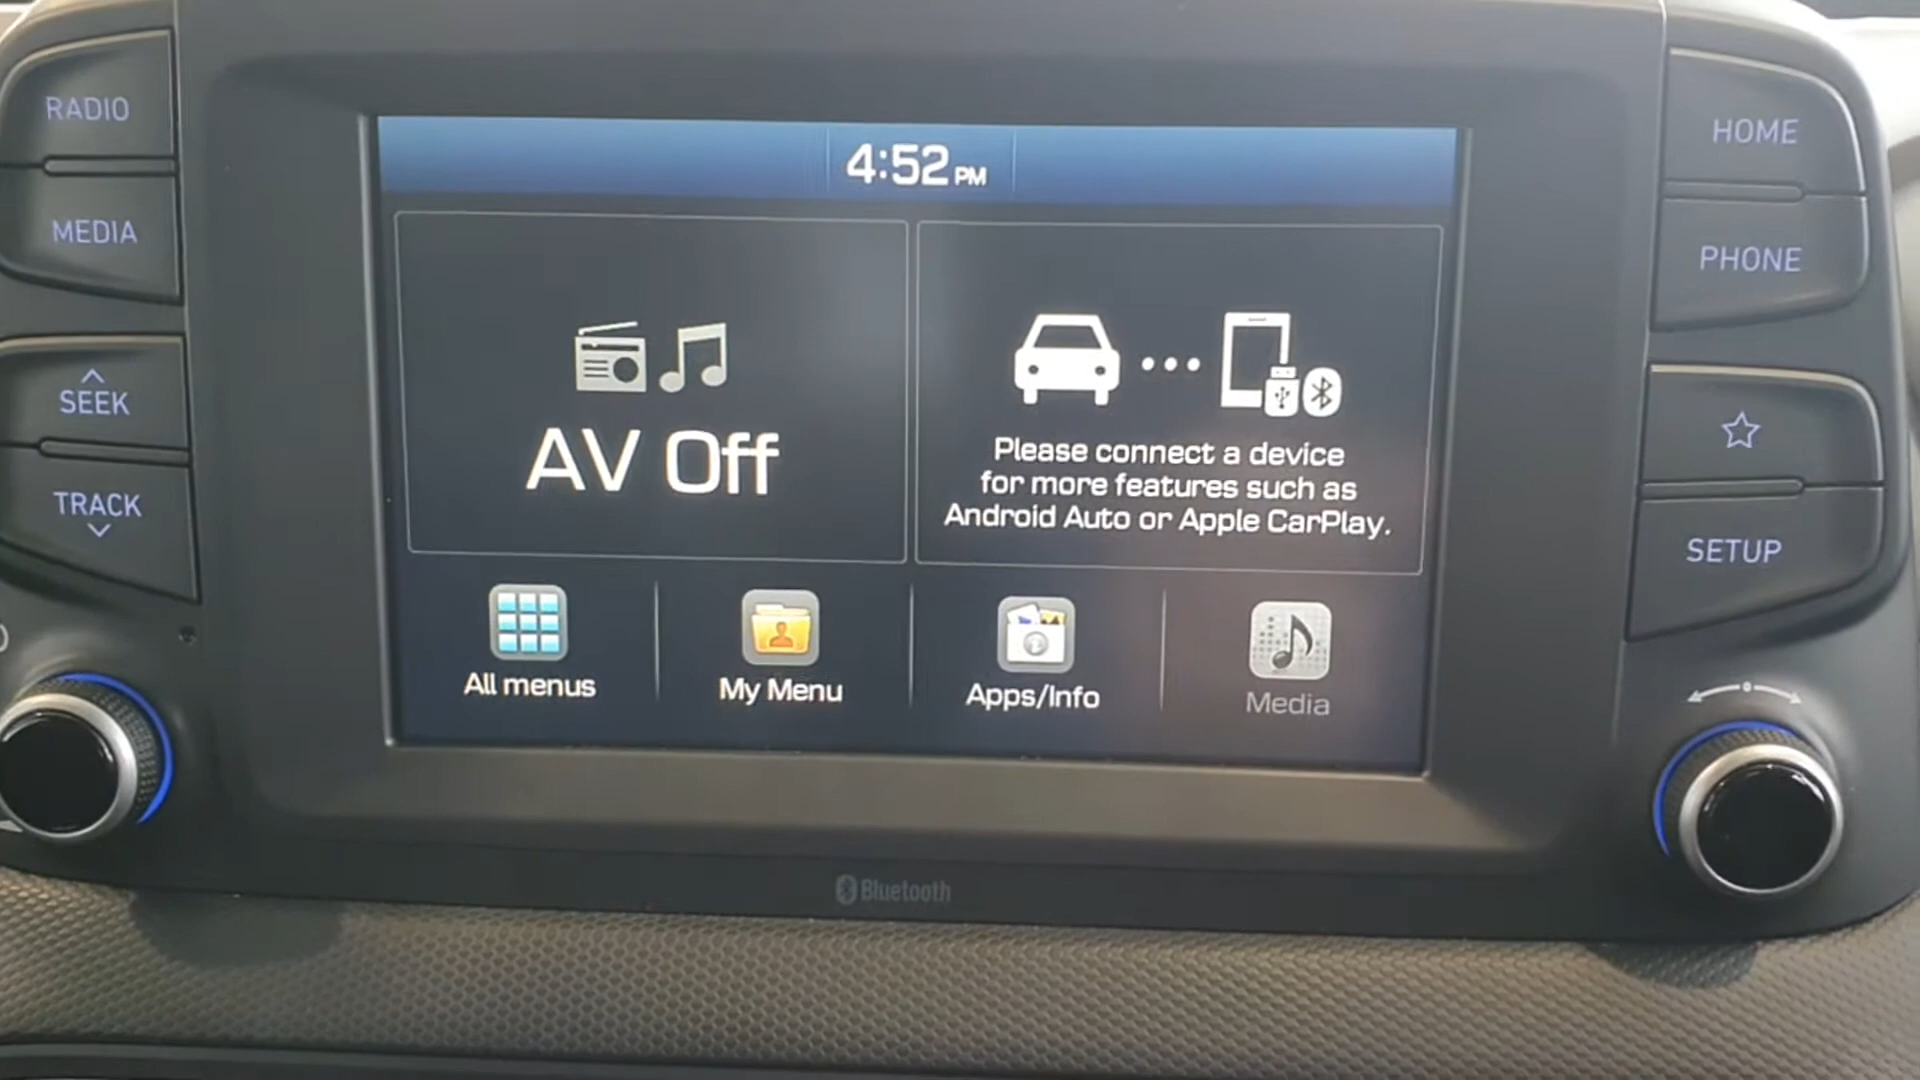 RADIO
MEDIA
SEEK
TRACK
4:52 PM
AV Off
Please connect a device
for more features such as
Android Auto or Apple CarPlay.
All menus
My Menu
Apps/Info
Media
HOME
PHONE
SETUP
Bluetooth